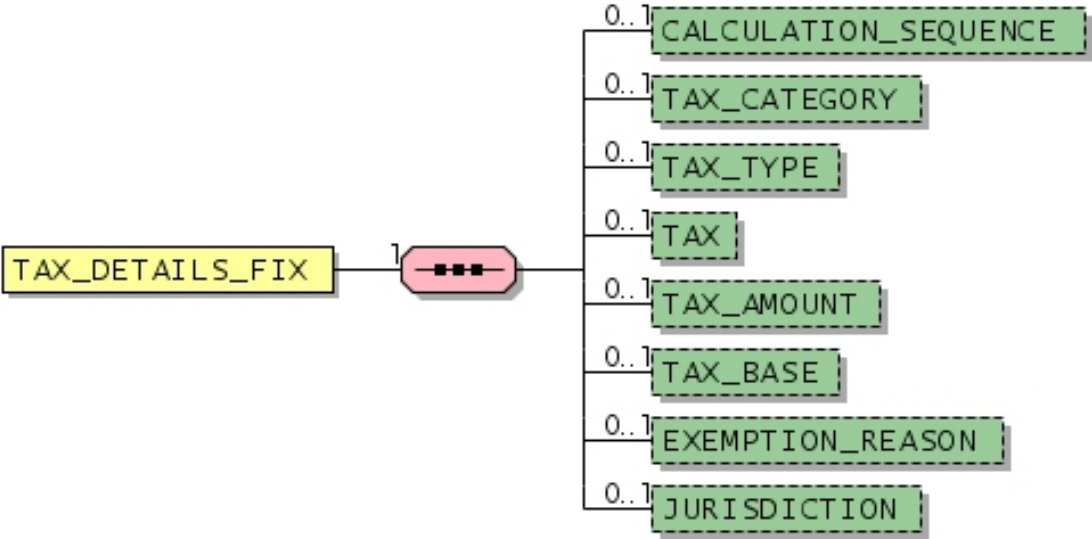 0..1
CALCULATION_SEQUENCE
0..1
TAX_CATEGORY
0..1
TAX_TYPE
0..1
TAX
TAX_DETAILS_FIX
1
0..1
TAX_AMOUNT
0..1
TAX_BASE
0..1
EXEMPTION_REASON
0..1
JURISDICTION